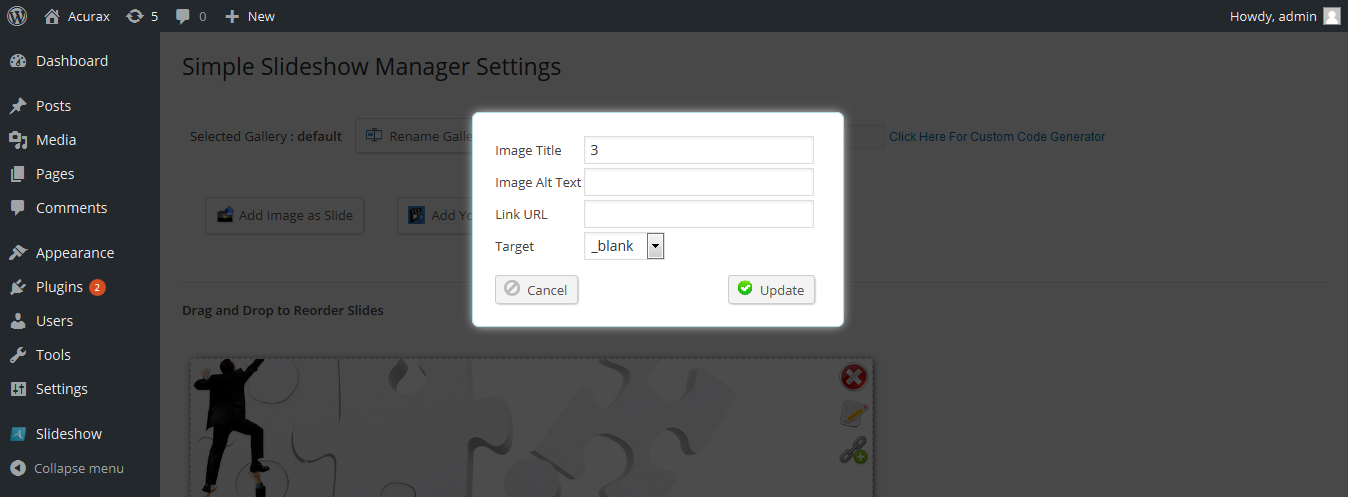 Acurax 5 0 New Howdy, admin
Dashboard
Posts
Media
Pages
Comments
Appearance
Plugins 2
Users
Tools
Settings
Slideshow
Collapse menu
Simple Slideshow Manager Settings
Selected Gallery : default Rename Galle Click Here For Custom Code Generator
Add Image as Slide Add Yo
Image Title 3
Image Alt Text
Link URL
Target _blank
Cancel Update
Drag and Drop to Reorder Slides